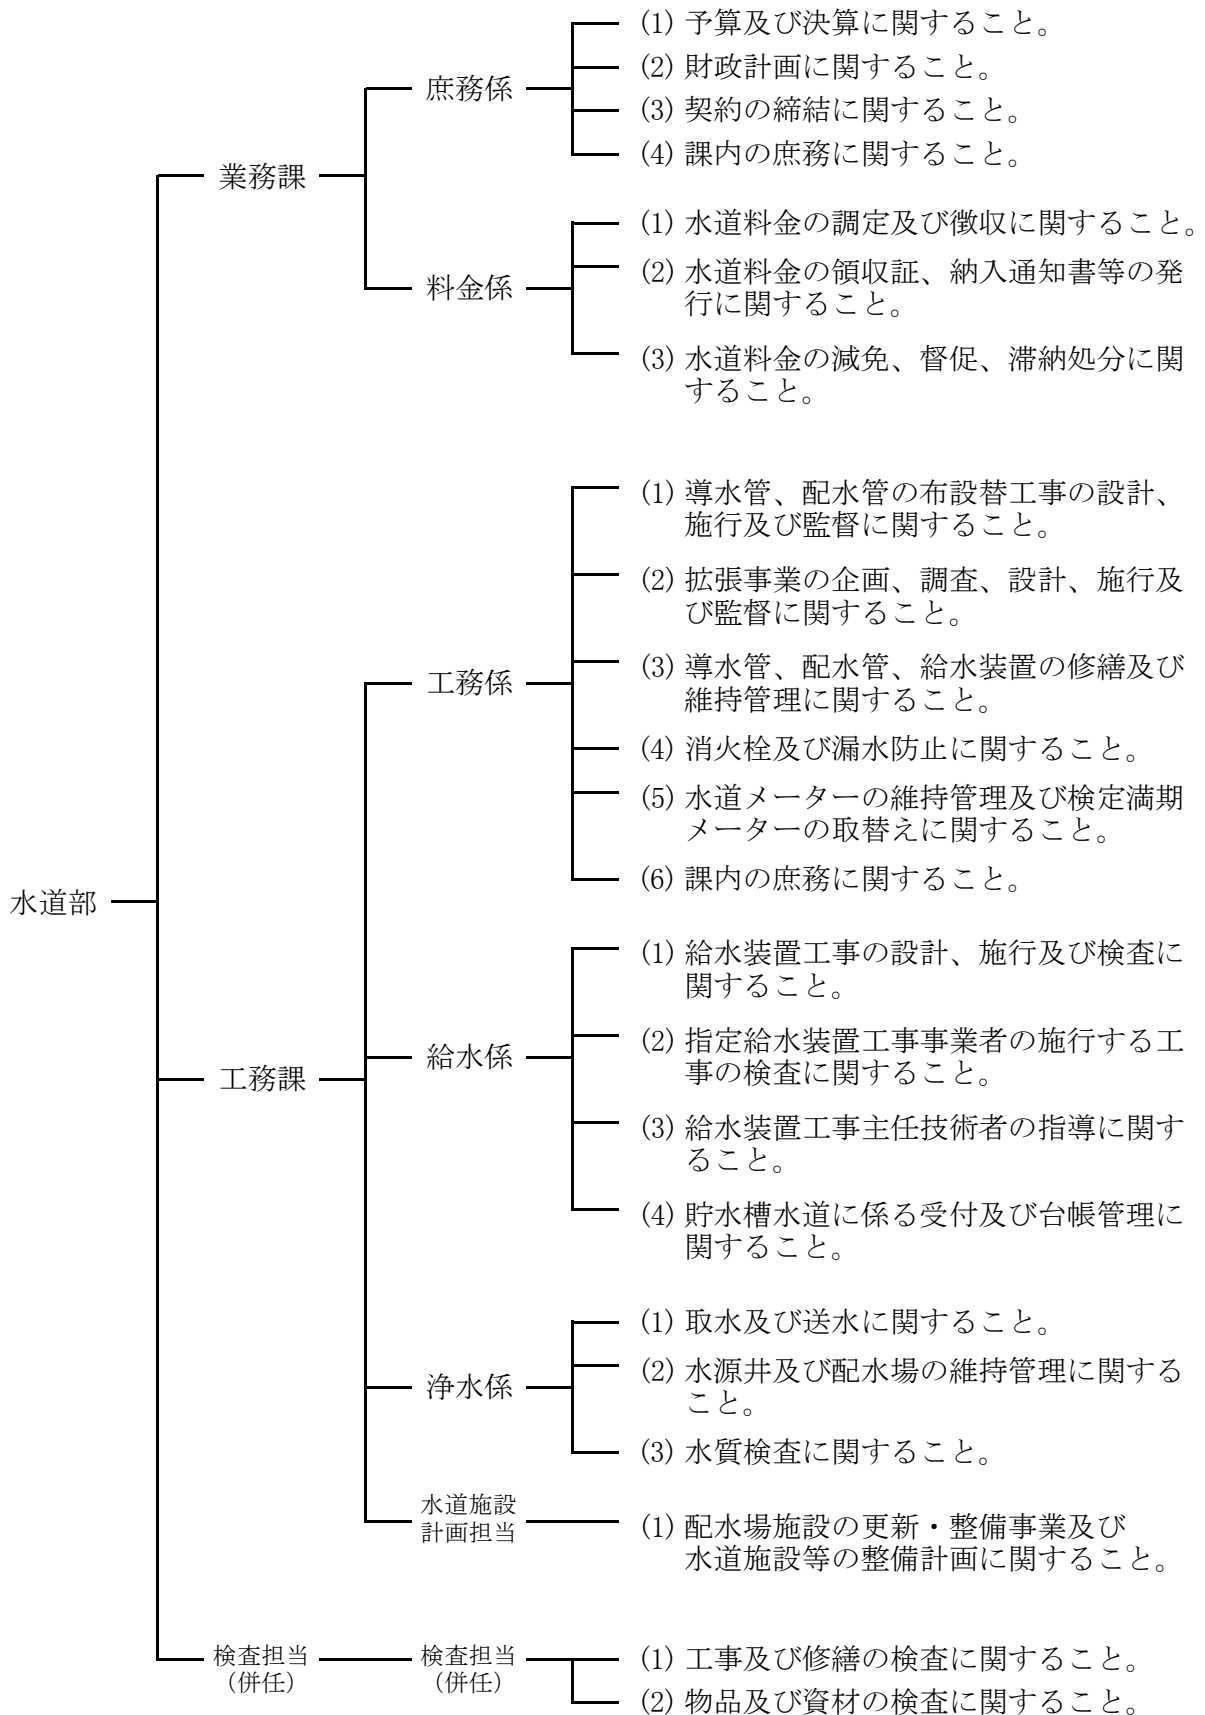 水道部
業務課
庶務係
(1) 予算及び決算に関すること。
(2) 財政計画に関すること。
(3) 契約の締結に関すること。
(4) 課内の庶務に関すること。
料金係
(1) 水道料金の調定及び徴収に関すること。
(2) 水道料金の領収証、納入通知書等の発
行に関すること。
(3) 水道料金の減免、督促、滞納処分に関
すること。
工務課
工務係
(1) 導水管、配水管の布設替工事の設計、
施行及び監督に関すること。
(2) 拡張事業の企画、調査、設計、施行及
び監督に関すること。
(3) 導水管、配水管、給水装置の修繕及び
維持管理に関すること。
(4) 消火栓及び漏水防止に関すること。
(5) 水道メーターの維持管理及び検定満期
メーターの取替えに関すること。
(6) 課内の庶務に関すること。
給水係
(1) 給水装置工事の設計、施行及び検査に
関すること。
(2) 指定給水装置工事事業者の施行する工
事の検査に関すること。
(3) 給水装置工事主任技術者の指導に関す
ること。
(4) 貯水槽水道に係る受付及び台帳管理に
関すること。
浄水係
(1) 取水及び送水に関すること。
(2) 水源井及び配水場の維持管理に関する
こと。
(3) 水質検査に関すること。
水道施設
計画担当
(1) 配水場施設の更新・整備事業及び
水道施設等の整備計画に関すること。
検査担当
（併任）
検査担当
（併任）
(1) 工事及び修繕の検査に関すること。
(2) 物品及び資材の検査に関すること。